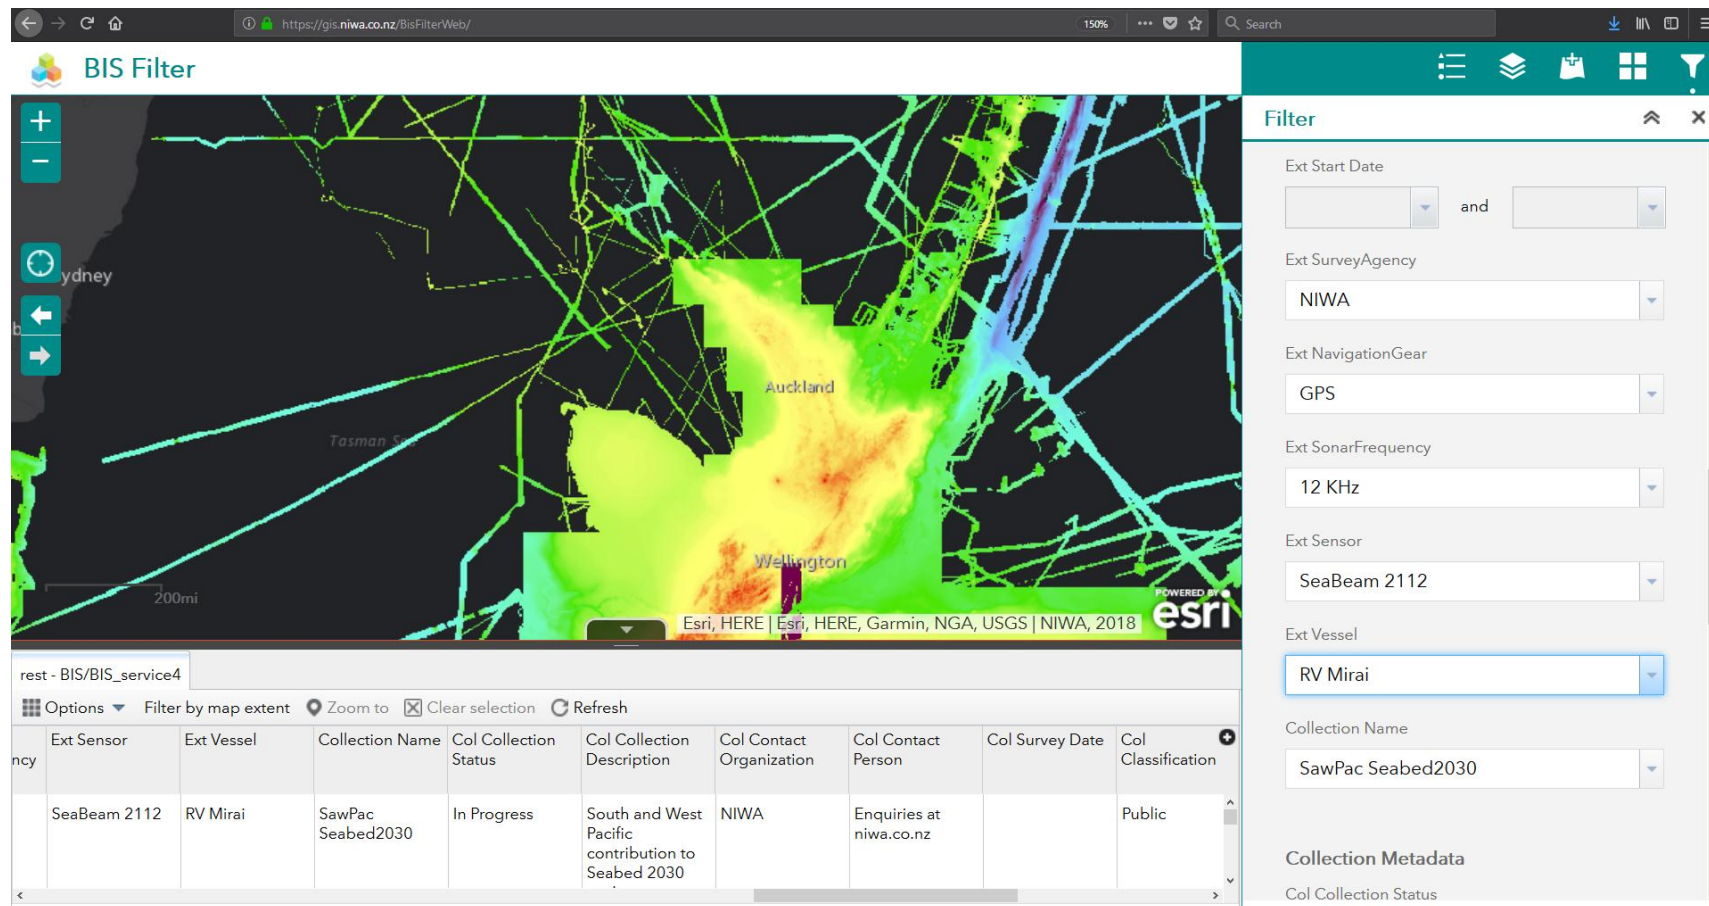 https://gis.niwa.co.nz/BisFilterWeb/
150%
Search
BIS Filter
Filter
+
−
ydney
b
Auckland
Tasman Sea
Wellington
200mi
Esri, HERE | Esri, HERE, Garmin, NGA, USGS | NIWA, 2018
POWERED BY
esri
Ext Start Date
and
Ext SurveyAgency
NIWA
Ext NavigationGear
GPS
Ext SonarFrequency
12 KHz
Ext Sensor
SeaBeam 2112
Ext Vessel
RV Mirai
Collection Name
SawPac Seabed2030
Collection Metadata
Col Collection Status
rest - BIS/BIS_service4
Options Filter by map extent Zoom to Clear selection Refresh
ncy
Ext Sensor
Ext Vessel
Collection Name
Col Collection
Status
Col Collection
Description
Col Contact
Organization
Col Contact
Person
Col Survey Date
Col
Classification
SeaBeam 2112
RV Mirai
SawPac
Seabed2030
In Progress
South and West
Pacific
contribution to
Seabed 2030
NIWA
Enquiries at
niwa.co.nz
Public